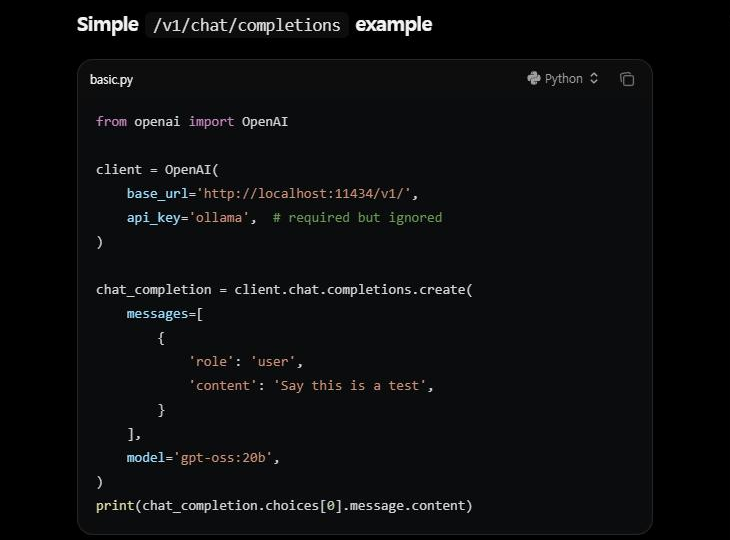 Simple /v1/chat/completions example
basic.py Python
from openai import OpenAI
client = OpenAI(
    base_url='http://localhost:11434/v1/',
    api_key='ollama',  # required but ignored
)
chat_completion = client.chat.completions.create(
    messages=[
        {
            'role': 'user',
            'content': 'Say this is a test',
        }
    ],
    model='gpt-oss:20b',
)
print(chat_completion.choices[0].message.content)